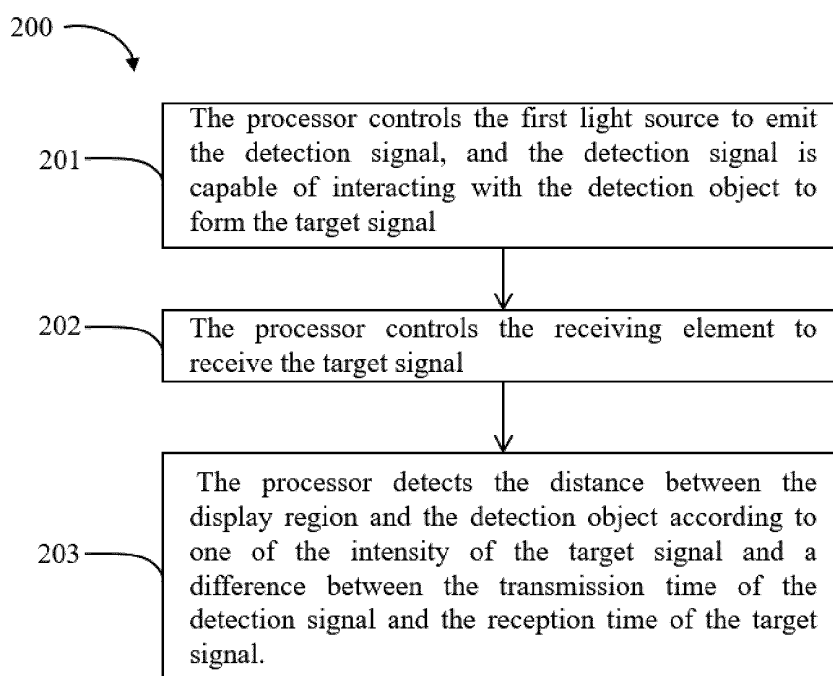 200
201
The processor controls the first light source to emit
the detection signal, and the detection signal is
capable of interacting with the detection object to
form the target signal
202
The processor controls the receiving element to
receive the target signal
203
The processor detects the distance between the
display region and the detection object according to
one of the intensity of the target signal and a
difference between the transmission time of the
detection signal and the reception time of the target
signal.